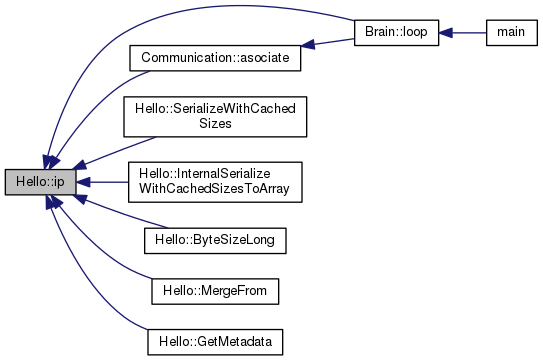 Brain::loop
main
Communication::asociate
Hello::SerializeWithCached
Sizes
Hello::ip
Hello::InternalSerialize
WithCachedSizesToArray
Hello::ByteSizeLong
Hello::MergeFrom
Hello::GetMetadata